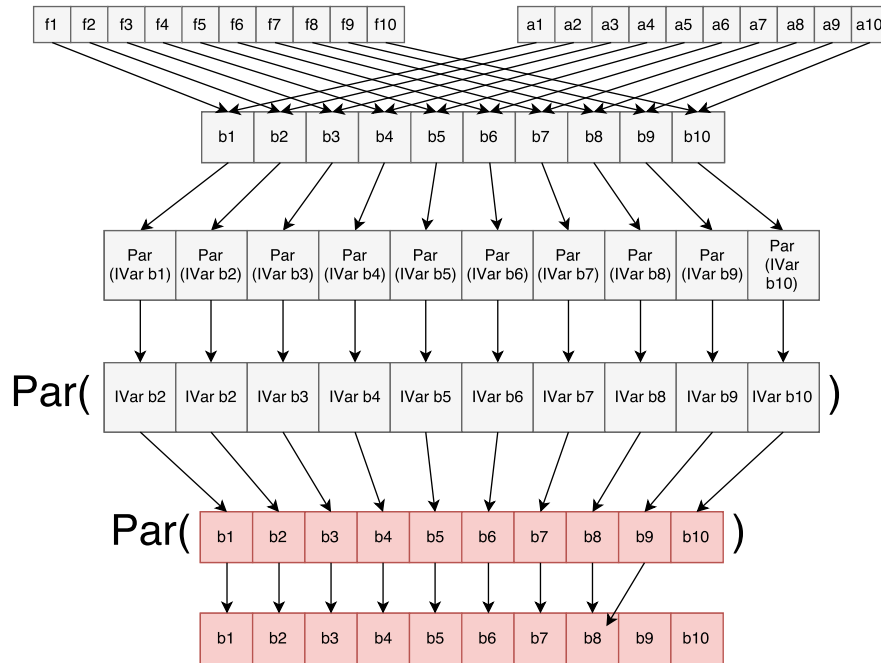 f1 f2 f3 f4 f5 f6 f7 f8 f9 f10 a1 a2 a3 a4 a5 a6 a7 a8 a9 a10
b1 b2 b3 b4 b5 b6 b7 b8 b9 b10
Par Par Par Par Par Par Par Par Par Par
(IVar b1) (IVar b2) (IVar b3) (IVar b4) (IVar b5) (IVar b6) (IVar b7) (IVar b8) (IVar b9) (IVar
b10)
Par( IVar b2 IVar b2 IVar b3 IVar b4 IVar b5 IVar b6 IVar b7 IVar b8 IVar b9 IVar b10 )
Par( b1 b2 b3 b4 b5 b6 b7 b8 b9 b10 )
b1 b2 b3 b4 b5 b6 b7 b8 b9 b10